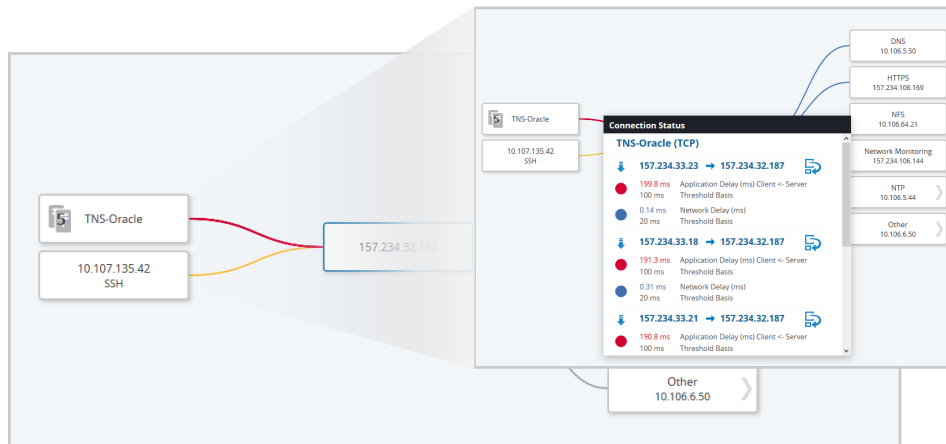 5 TNS-Oracle
10.107.135.42
SSH
157.234.32.187
Other
10.106.6.50
5 TNS-Oracle
10.107.135.42
SSH
DNS
10.106.5.50
HTTPS
157.234.106.169
NFS
10.106.64.21
Network Monitoring
157.234.106.144
NTP
10.106.5.44
Other
10.106.6.50
Connection Status
TNS-Oracle (TCP)
157.234.33.23 → 157.234.32.187
199.8 ms Application Delay (ms) Client <- Server
100 ms Threshold Basis
0.14 ms Network Delay (ms)
20 ms Threshold Basis
157.234.33.18 → 157.234.32.187
191.3 ms Application Delay (ms) Client <- Server
100 ms Threshold Basis
0.31 ms Network Delay (ms)
20 ms Threshold Basis
157.234.33.21 → 157.234.32.187
190.8 ms Application Delay (ms) Client <- Server
100 ms Threshold Basis